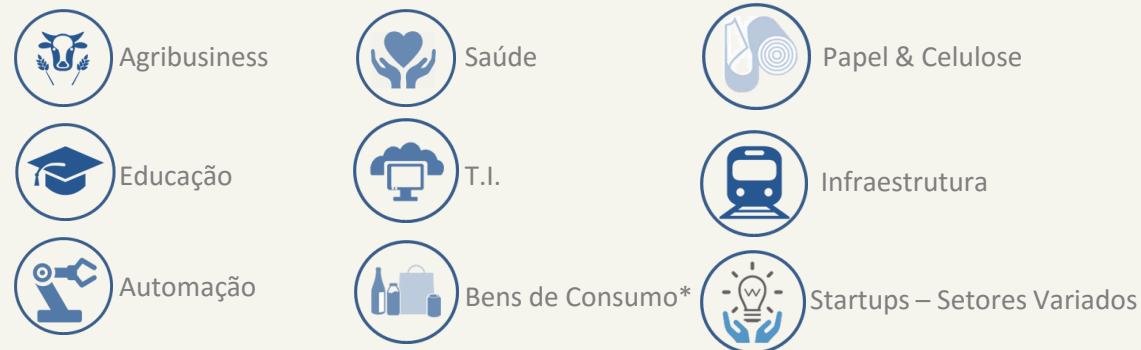 Agribusiness
Saúde
Papel & Celulose
Educação
T.I.
Infraestrutura
Automação
Bens de Consumo*
Startups – Setores Variados